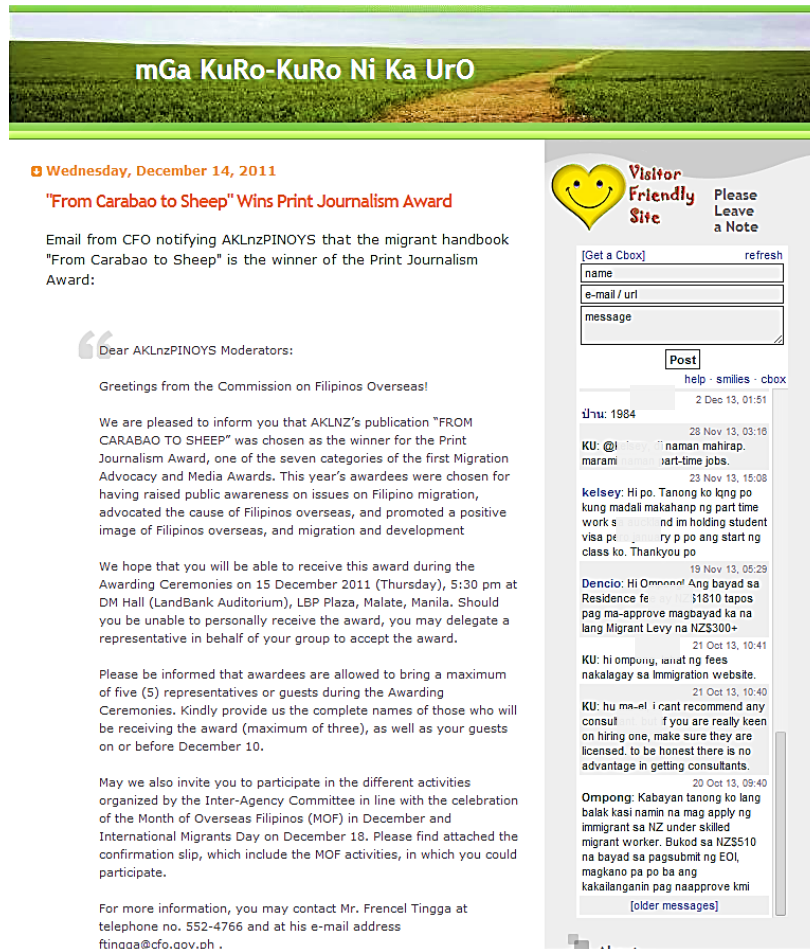 mGa KuRo-KuRo Ni Ka UrO
Wednesday, December 14, 2011
"From Carabao to Sheep" Wins Print Journalism Award
Email from CFO notifying AKLnzPINOYS that the migrant handbook
"From Carabao to Sheep" is the winner of the Print Journalism
Award:
Dear AKLnzPINOYS Moderators:
Greetings from the Commission on Filipinos Overseas!
We are pleased to inform you that AKLNZ's publication “FROM
CARABAO TO SHEEP” was chosen as the winner for the Print
Journalism Award, one of the seven categories of the first Migration
Advocacy and Media Awards. This year's awardees were chosen for
having raised public awareness on issues on Filipino migration,
advocated the cause of Filipinos overseas, and promoted a positive
image of Filipinos overseas, and migration and development
We hope that you will be able to receive this award during the
Awarding Ceremonies on 15 December 2011 (Thursday), 5:30 pm at
DM Hall (LandBank Auditorium), LBP Plaza, Malate, Manila. Should
you be unable to personally receive the award, you may delegate a
representative in behalf of your group to accept the award.
Please be informed that awardees are allowed to bring a maximum
of five (5) representatives or guests during the Awarding
Ceremonies. Kindly provide us the complete names of those who will
be receiving the award (maximum of three), as well as your guests
on or before December 10.
May we also invite you to participate in the different activities
organized by the Inter-Agency Committee in line with the celebration
of the Month of Overseas Filipinos (MOF) in December and
International Migrants Day on December 18. Please find attached the
confirmation slip, which include the MOF activities, in which you could
participate.
For more information, you may contact Mr. Frencel Tingga at
telephone no. 552-4766 and at his e-mail address
ftingga@cfo.gov.ph .
Visitor
Friendly
Site
Please
Leave
a Note
[Get a Cbox] refresh
name
e-mail / url
message
Post
help · smilies · cbox
2 Dec 13, 01:51
ป่าน: 1984
28 Nov 13, 03:16
KU: naman mahirap.
marami part-time jobs.
23 Nov 13, 15:08
kelsey: Hi po. Tanong ko lqng po
kung madali makahanp ng part time
work im holding student
visa p po ang start ng
class ko. Thankyou po
19 Nov 13, 05:29
Dencio: Hi Ompong! Ang bayad sa
Residence $1810 tapos
pag ma-approve magbayad ka na
lang Migrant Levy na NZ$300+
21 Oct 13, 10:41
KU: hi ompong, lahat ng fees
nakalagay sa Immigration website.
21 Oct 13, 10:40
KU: hu ma-el, i cant recommend any
if you are really keen
on hiring one, make sure they are
licensed. to be honest there is no
advantage in getting consultants.
20 Oct 13, 09:40
Ompong: Kabayan tanong ko lang
balak kasi namin na mag apply ng
immigrant sa NZ under skilled
migrant worker. Bukod sa NZ$510
na bayad sa pagsubmit ng EOI,
magkano pa po ba ang
kakailanganin pag naapprove kmi
[older messages]